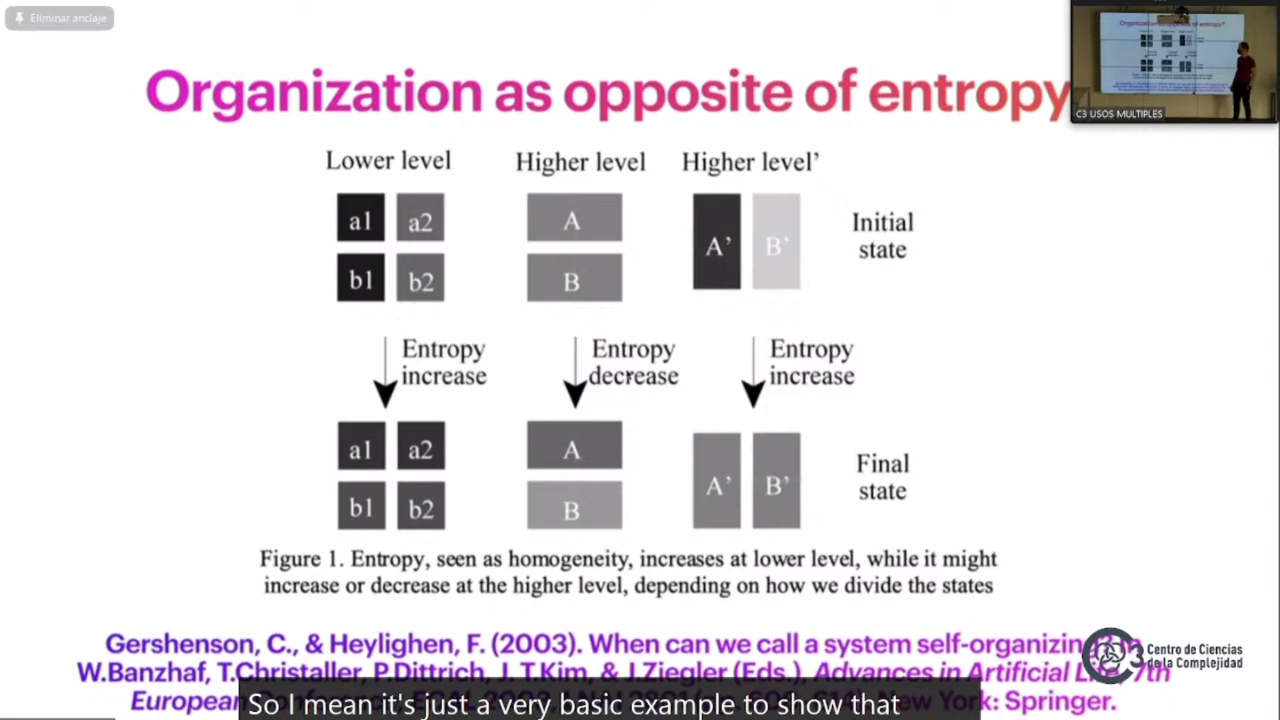 Eliminar anclaje
Organization as opposite of entropy
C3 USOS MULTIPLES
Lower level Higher level Higher level’
a1 a2 A A’ B’ Initial
b1 b2 B state
Entropy Entropy Entropy
increase decrease increase
a1 a2 A A’ B’ Final
b1 b2 B state
Figure 1. Entropy, seen as homogeneity, increases at lower level, while it might
increase or decrease at the higher level, depending on how we divide the states
Gershenson, C., & Heylighen, F. (2003). When can we call a system self-organizing
W.Banzhaf, T.Christaller, P.Dittrich, J.T.Kim, & J.Ziegler (Eds.), Advances in Artificial 7th
European York: Springer.
C3 Centro de Ciencias
de la Complejidad
So I mean it's just a very basic example to show that